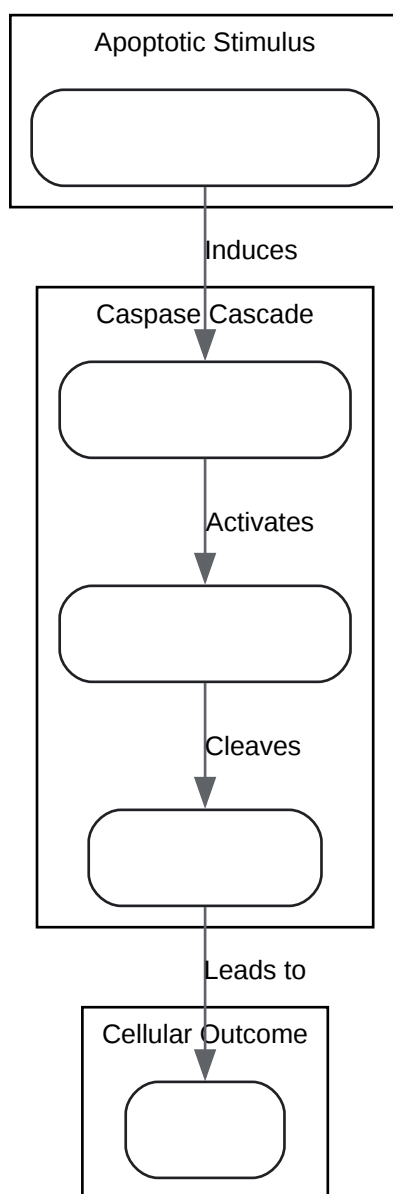 Apoptotic Stimulus
Induces
Caspase Cascade
Activates
Cleaves
Leads to
Cellular Outcome